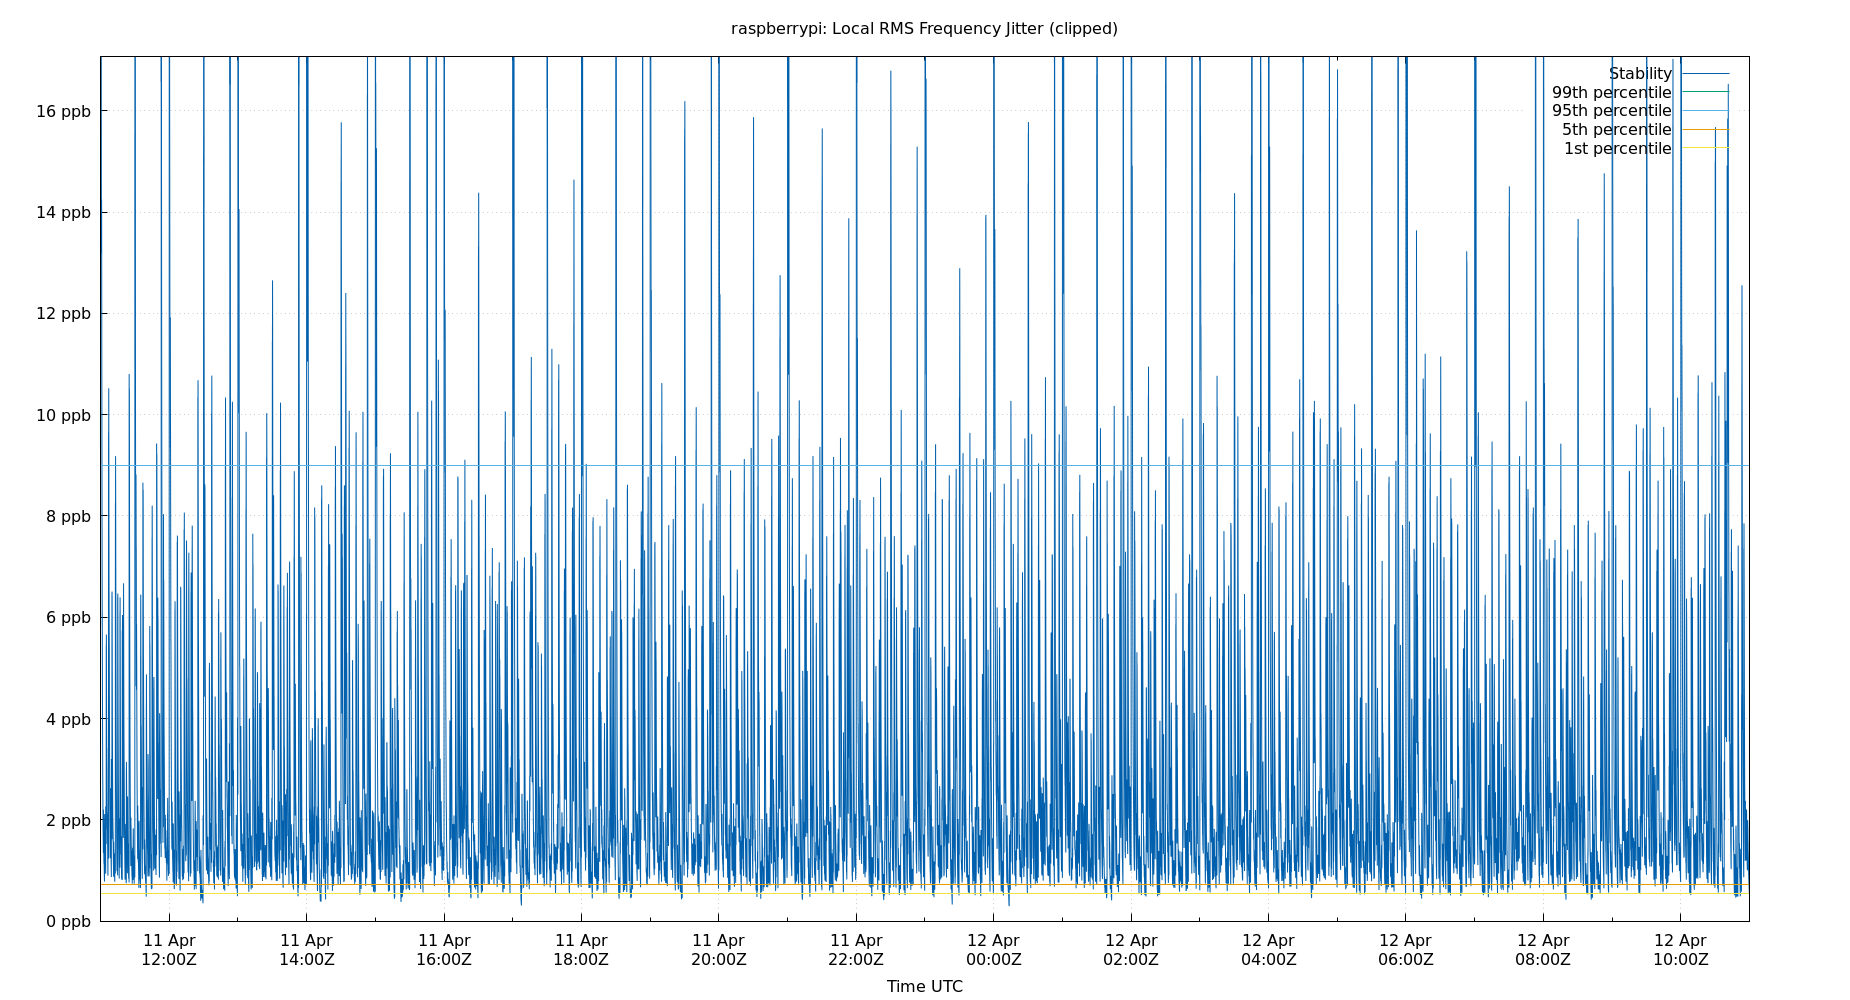 raspberrypi: Local RMS Frequency Jitter (clipped)
Stability
99th percentile
95th percentile
5th percentile
1st percentile
16 ppb
14 ppb
12 ppb
10 ppb
8 ppb
6 ppb
4 ppb
2 ppb
0 ppb
11 Apr 11 Apr 11 Apr 11 Apr 11 Apr 11 Apr 12 Apr 12 Apr 12 Apr 12 Apr 12 Apr 12 Apr
12:00Z 14:00Z 16:00Z 18:00Z 20:00Z 22:00Z 00:00Z 02:00Z 04:00Z 06:00Z 08:00Z 10:00Z
Time UTC